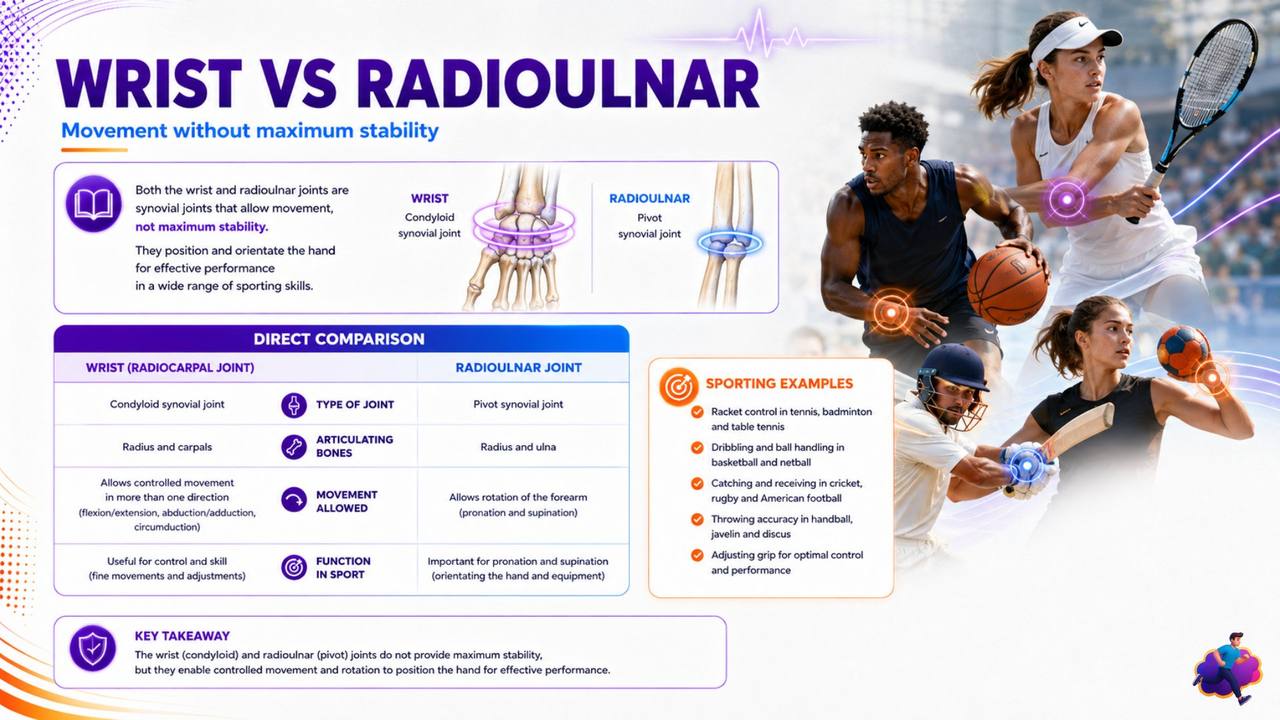 WRIST VS RADIOULNAR
Movement without maximum stability
Both the wrist and radioulnar joints are
synovial joints that allow movement,
not maximum stability.
They position and orientate the hand
for effective performance
in a wide range of sporting skills.
WRIST
Condyloid
synovial joint
RADIOULNAR
Pivot
synovial joint
DIRECT COMPARISON
WRIST (RADIOCARPAL JOINT)
RADIOULNAR JOINT
Condyloid synovial joint
TYPE OF JOINT
Pivot synovial joint
Radius and carpals
ARTICULATING
BONES
Radius and ulna
Allows controlled movement
in more than one direction
(flexion/extension, abduction/adduction,
circumduction)
MOVEMENT
ALLOWED
Allows rotation of the forearm
(pronation and supination)
Useful for control and skill
(fine movements and adjustments)
FUNCTION
IN SPORT
Important for pronation and supination
(orientating the hand and equipment)
SPORTING EXAMPLES
Racket control in tennis, badminton
and table tennis
Dribbling and ball handling in
basketball and netball
Catching and receiving in cricket,
rugby and American football
Throwing accuracy in handball,
javelin and discus
Adjusting grip for optimal control
and performance
KEY TAKEAWAY
The wrist (condyloid) and radioulnar (pivot) joints do not provide maximum stability,
but they enable controlled movement and rotation to position the hand for effective performance.